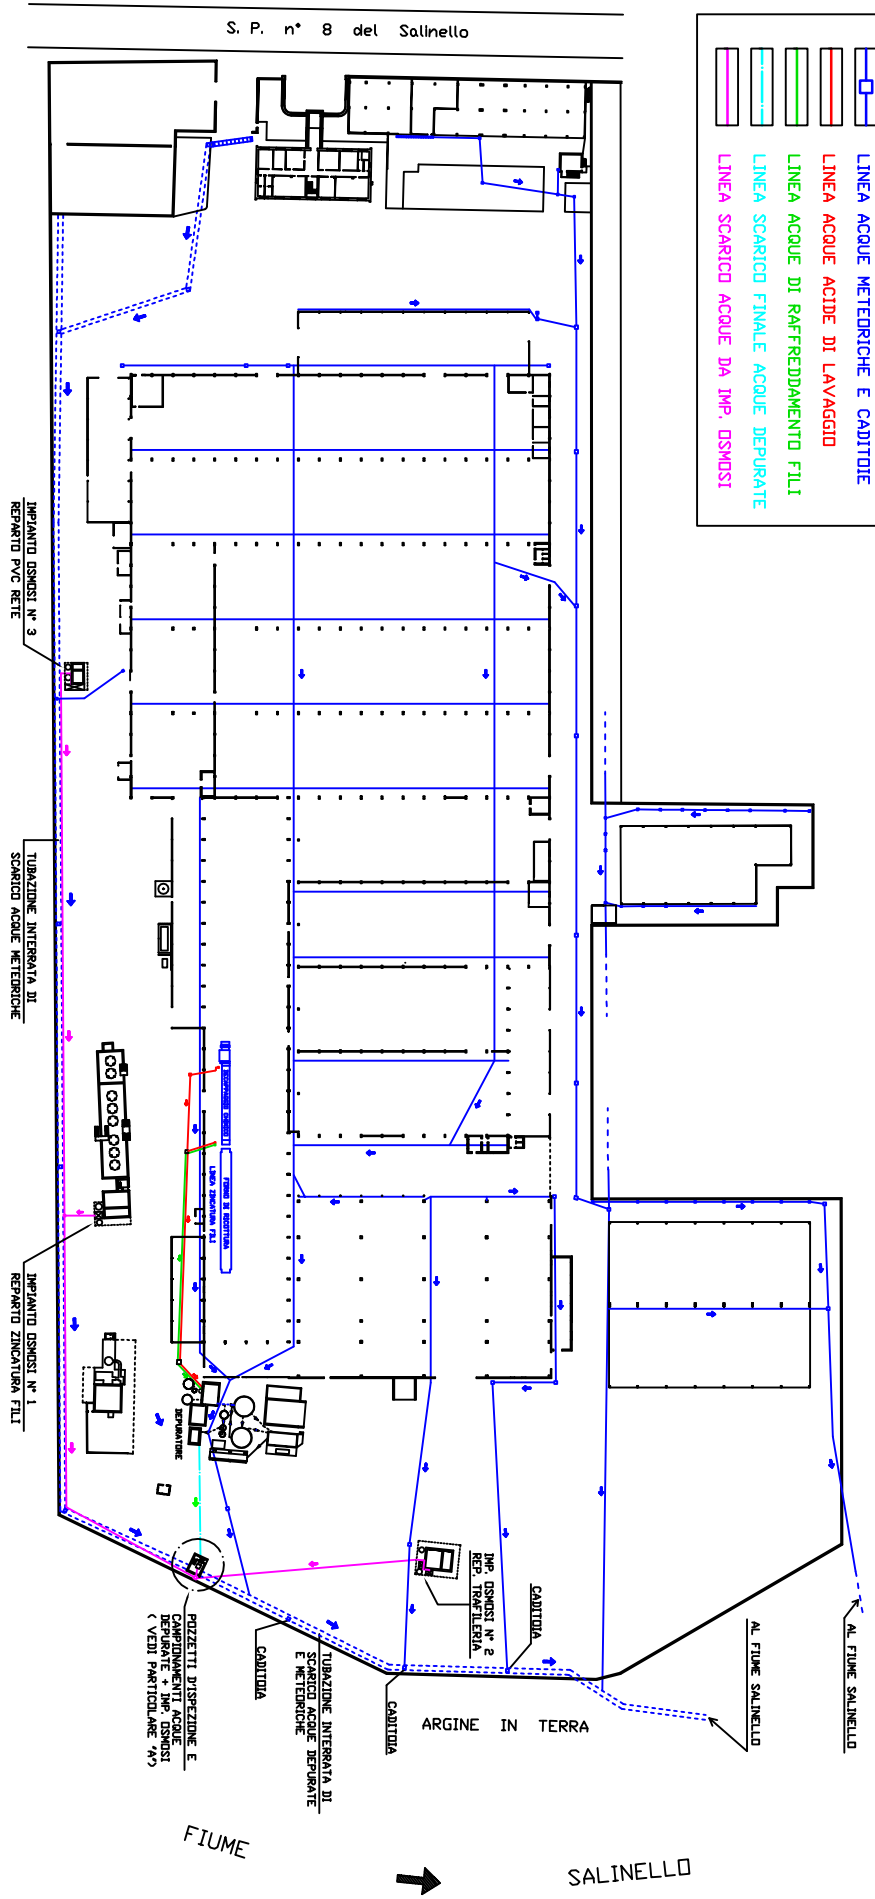 S. P. n° 8 del Salinello
LINEA ACQUE METEORICHE E CADITOIE
LINEA ACQUE ACIDE DI LAVAGGIO
LINEA ACQUE DI RAFFREDDAMENTO FILI
LINEA SCARICO FINALE ACQUE DEPURATE
LINEA SCARICO ACQUE DA IMP. OSMOSI
IMPIANTO OSMOSI N° 3
REPARTO PVC RETE
TUBAZIONE INTERRATA DI
SCARICO ACQUE METEORICHE
DECAPPAGGIO CHIMICO
FORNO DI RICOTTURA
LINEA ZINCATURA FILI
IMPIANTO OSMOSI N° 1
REPARTO ZINCATURA FILI
DEPURATORE
IMP. OSMOSI N° 2
REP. TRAFILERIA
CADITOIA
POZZETTI D'ISPEZIONE E
CAMPIONAMENTI ACQUE
DEPURATE + IMP. OSMOSI
( VEDI PARTICOLARE "A")
CADITOIA
TUBAZIONE INTERRATA DI
SCARICO ACQUE DEPURATE
E METEORICHE
CADITOIA
AL FIUME SALINELLO
AL FIUME SALINELLO
ARGINE IN TERRA
FIUME
SALINELLO